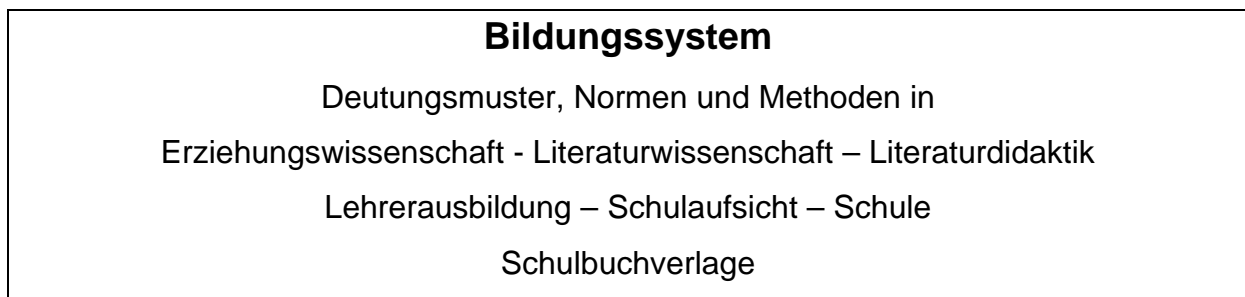 Bildungssystem
Deutungsmuster, Normen und Methoden in
Erziehungswissenschaft - Literaturwissenschaft – Literaturdidaktik
Lehrerausbildung – Schulaufsicht – Schule
Schulbuchverlage